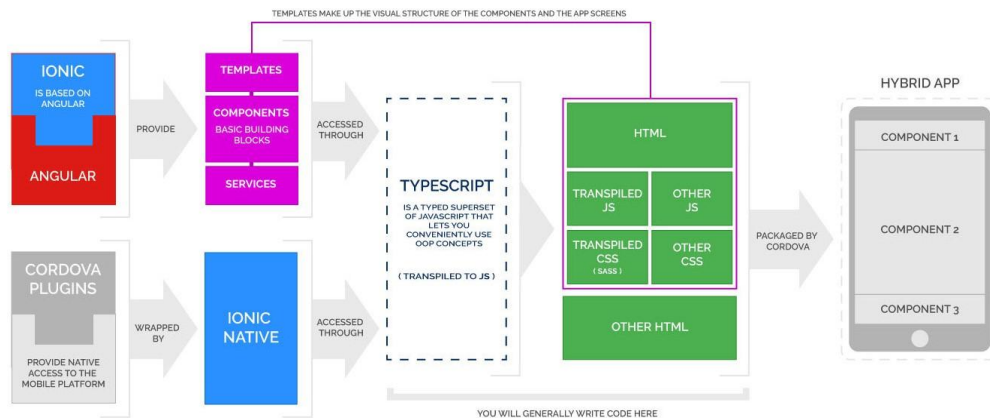 TEMPLATES MAKE UP THE VISUAL STRUCTURE OF THE COMPONENTS AND THE APP SCREENS
IONIC
IS BASED ON
ANGULAR
ANGULAR
PROVIDE
TEMPLATES
COMPONENTS
BASIC BUILDING
BLOCKS
SERVICES
ACCESSED
THROUGH
CORDOVA
PLUGINS
PROVIDE NATIVE
ACCESS TO THE
MOBILE PLATFORM
WRAPPED
BY
IONIC
NATIVE
ACCESSED
THROUGH
TYPESCRIPT
IS A TYPED SUPERSET
OF JAVASCRIPT THAT
LETS YOU
CONVENIENTLY USE
OOP CONCEPTS
( TRANSPILED TO JS )
HTML
TRANSPILED
JS
OTHER
JS
TRANSPILED
CSS
( SASS )
OTHER
CSS
OTHER HTML
YOU WILL GENERALLY WRITE CODE HERE
PACKAGED BY
CORDOVA
HYBRID APP
COMPONENT 1
COMPONENT 2
COMPONENT 3